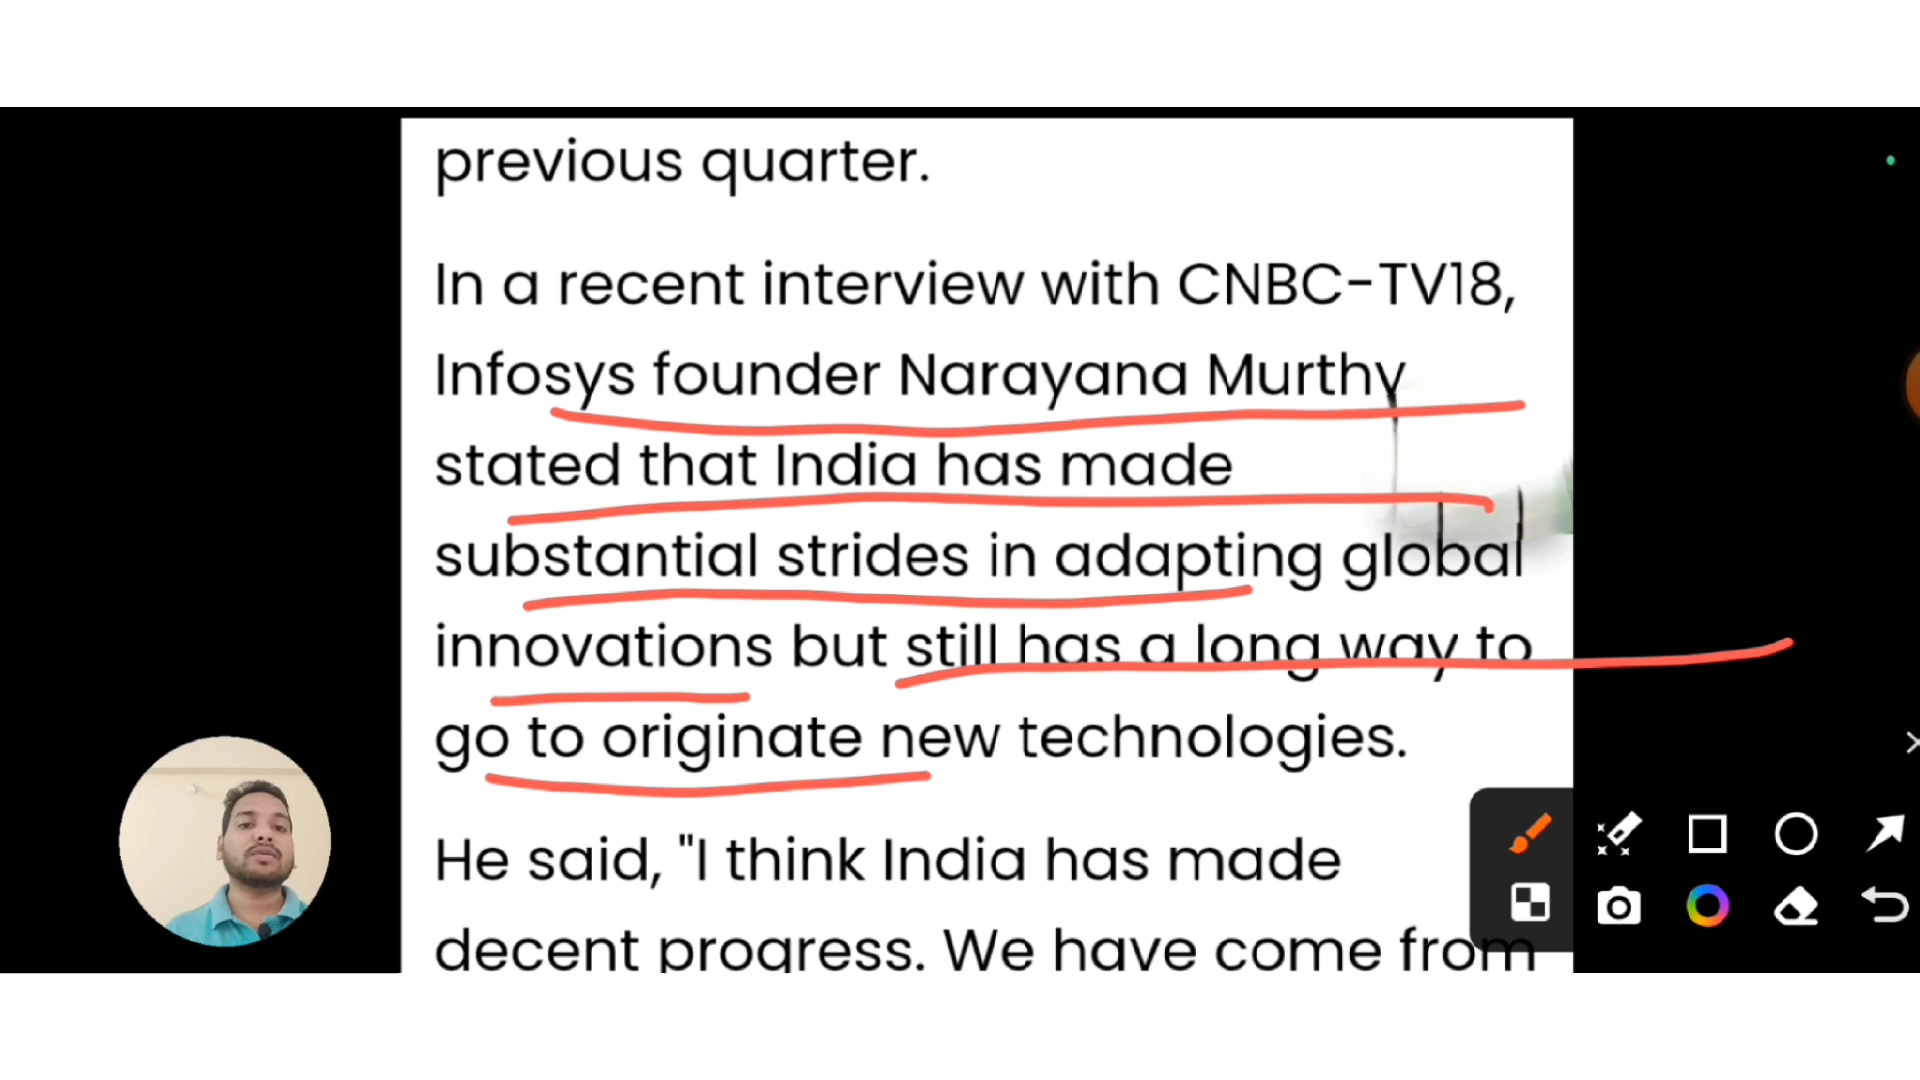 previous quarter.
In a recent interview with CNBC-TV18,
Infosys founder Narayana Murthy
stated that India has made
substantial strides in adapting global
innovations but still has a long way to
go to originate new technologies.
He said, "I think India has made
decent progress. We have come from